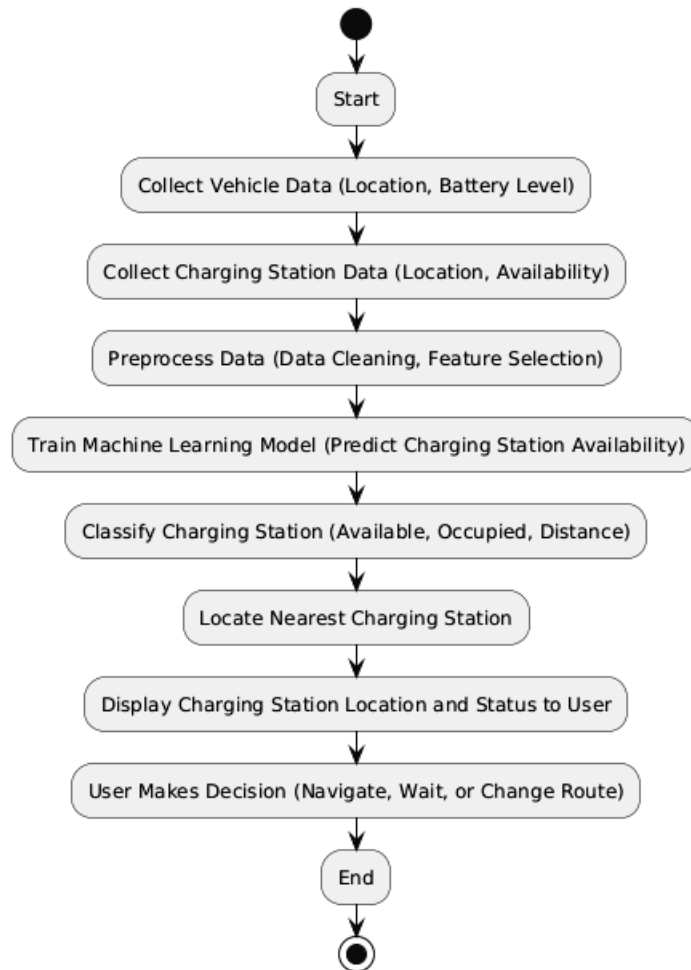 Start
Collect Vehicle Data (Location, Battery Level)
Collect Charging Station Data (Location, Availability)
Preprocess Data (Data Cleaning, Feature Selection)
Train Machine Learning Model (Predict Charging Station Availability)
Classify Charging Station (Available, Occupied, Distance)
Locate Nearest Charging Station
Display Charging Station Location and Status to User
User Makes Decision (Navigate, Wait, or Change Route)
End